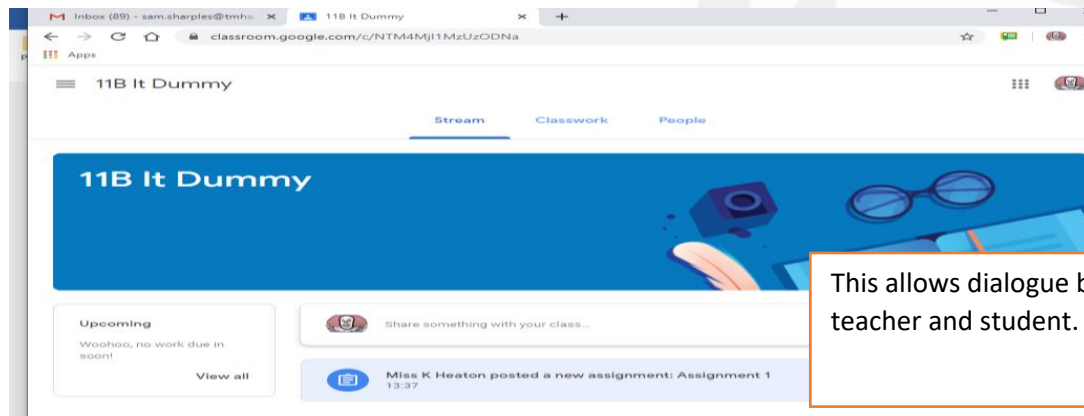 Inbox (89) - sam.sharples@tmho
11B It Dummy
classroom.google.com/c/NTM4MjI1MzUzODNa
Apps
11B It Dummy
Stream Classwork People
11B It Dummy
This allows dialogue b
teacher and student.
Upcoming
Woohoo, no work due in
soon!
View all
Share something with your class...
Miss K Heaton posted a new assignment: Assignment 1
13:37